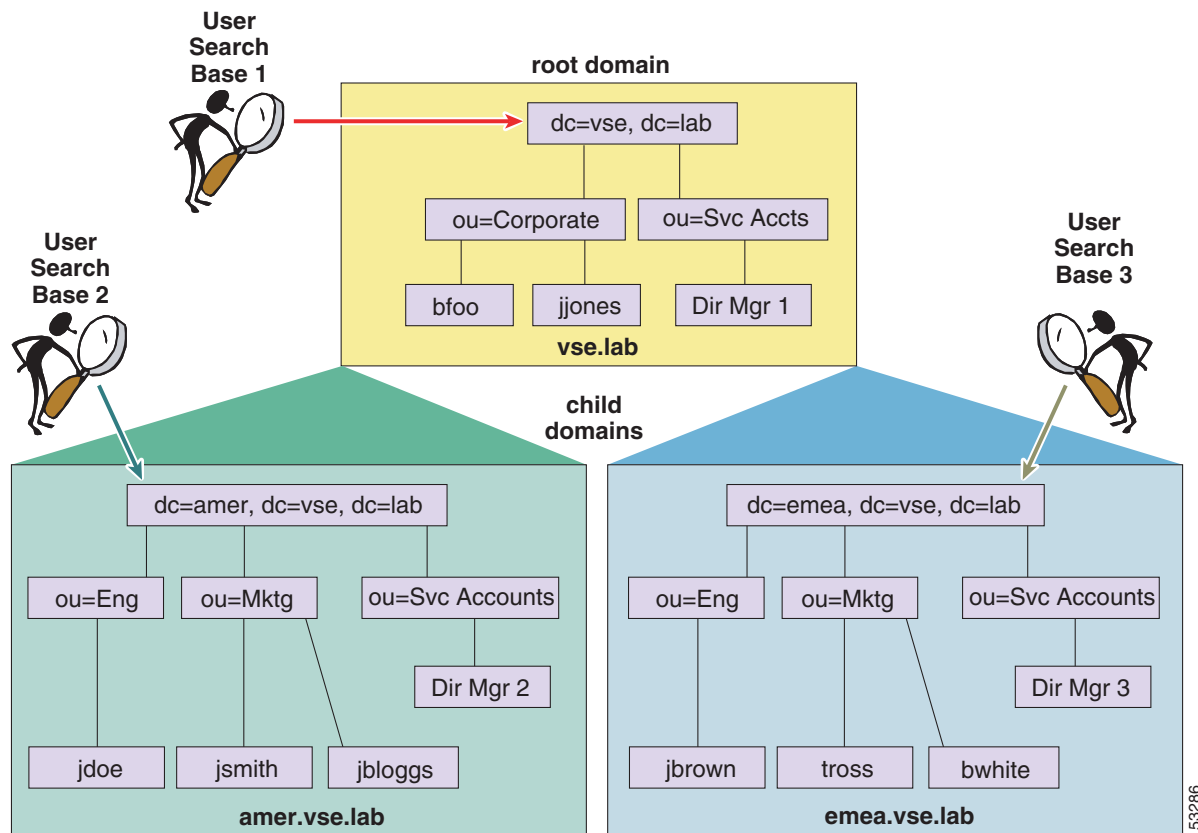 User
Search
Base 1
root domain
dc=vse, dc=lab
ou=Corporate
ou=Svc Accts
bfoo
jjones
Dir Mgr 1
vse.lab
User
Search
Base 2
User
Search
Base 3
child
domains
dc=amer, dc=vse, dc=lab
ou=Eng
ou=Mktg
ou=Svc Accounts
Dir Mgr 2
jdoe
jsmith
jbloggs
amer.vse.lab
dc=emea, dc=vse, dc=lab
ou=Eng
ou=Mktg
ou=Svc Accounts
Dir Mgr 3
jbrown
tross
bwhite
emea.vse.lab
53286